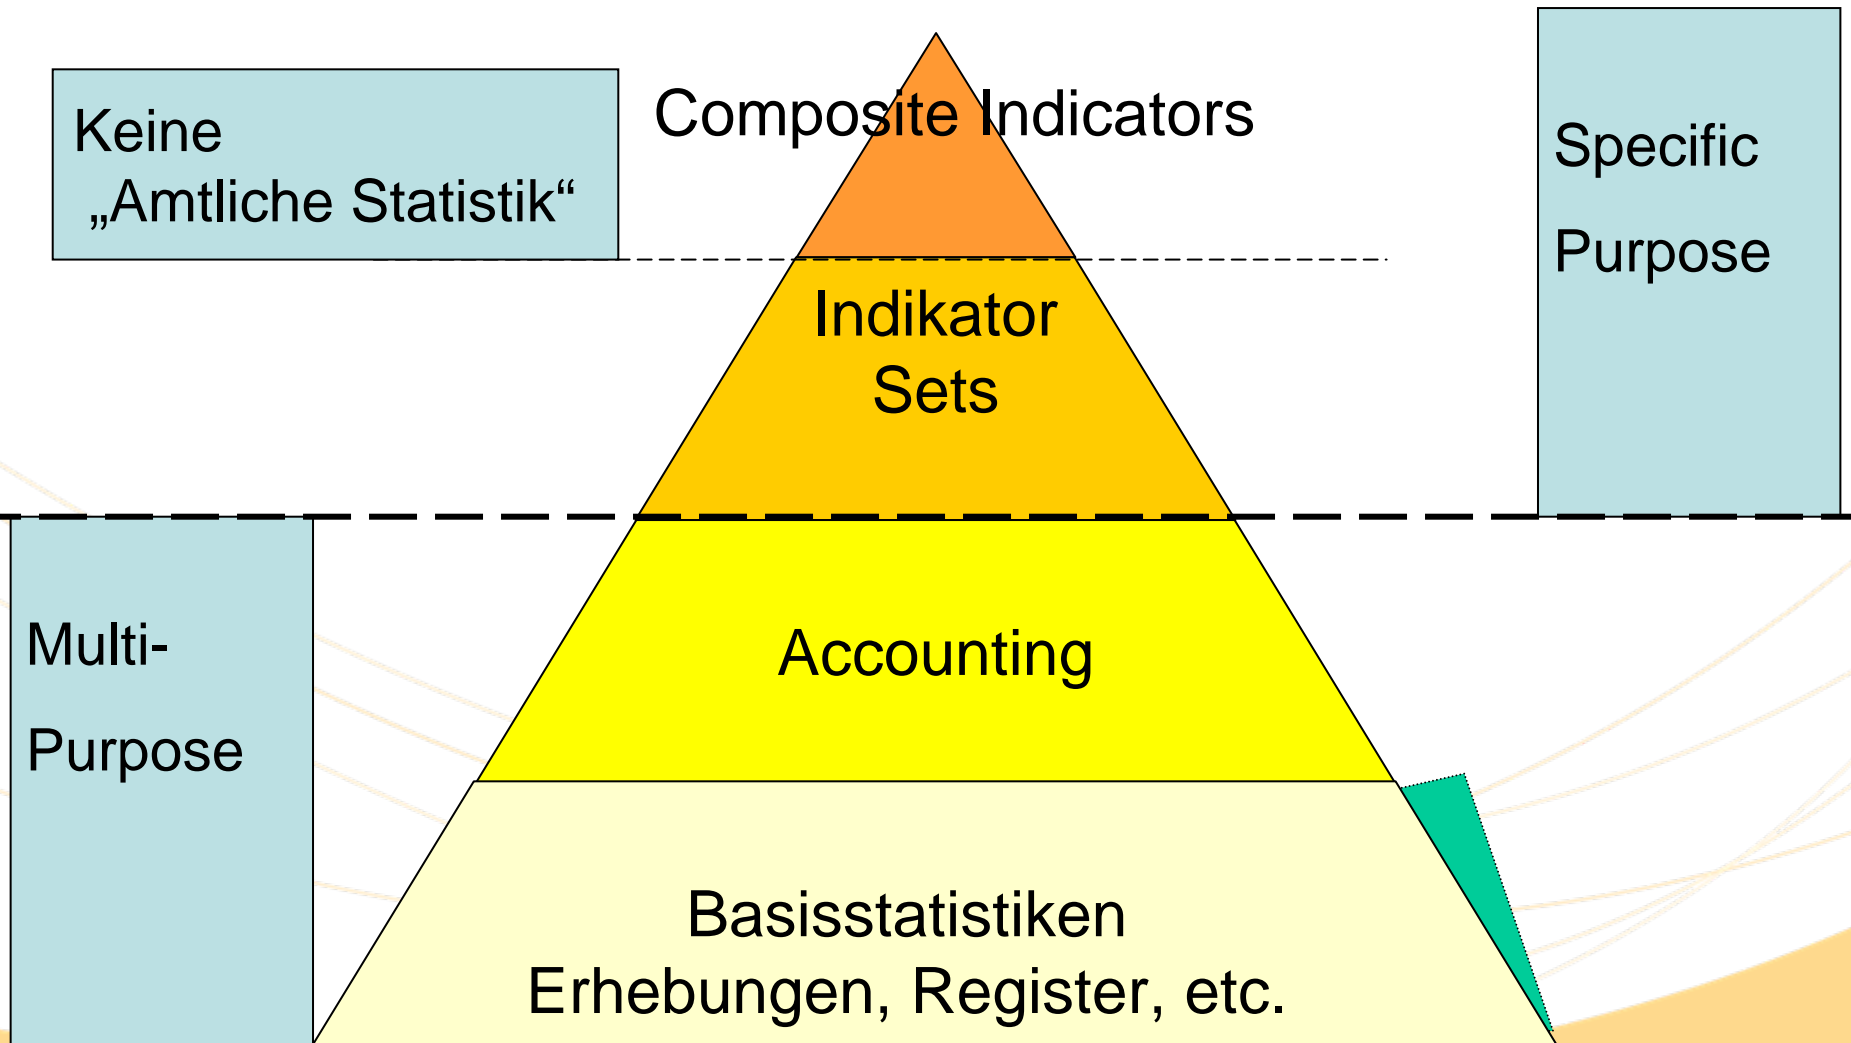 Keine
„Amtliche Statistik“
Composite Indicators
Specific
Purpose
Indikator
Sets
Multi-
Purpose
Accounting
Basisstatistiken
Erhebungen, Register, etc.